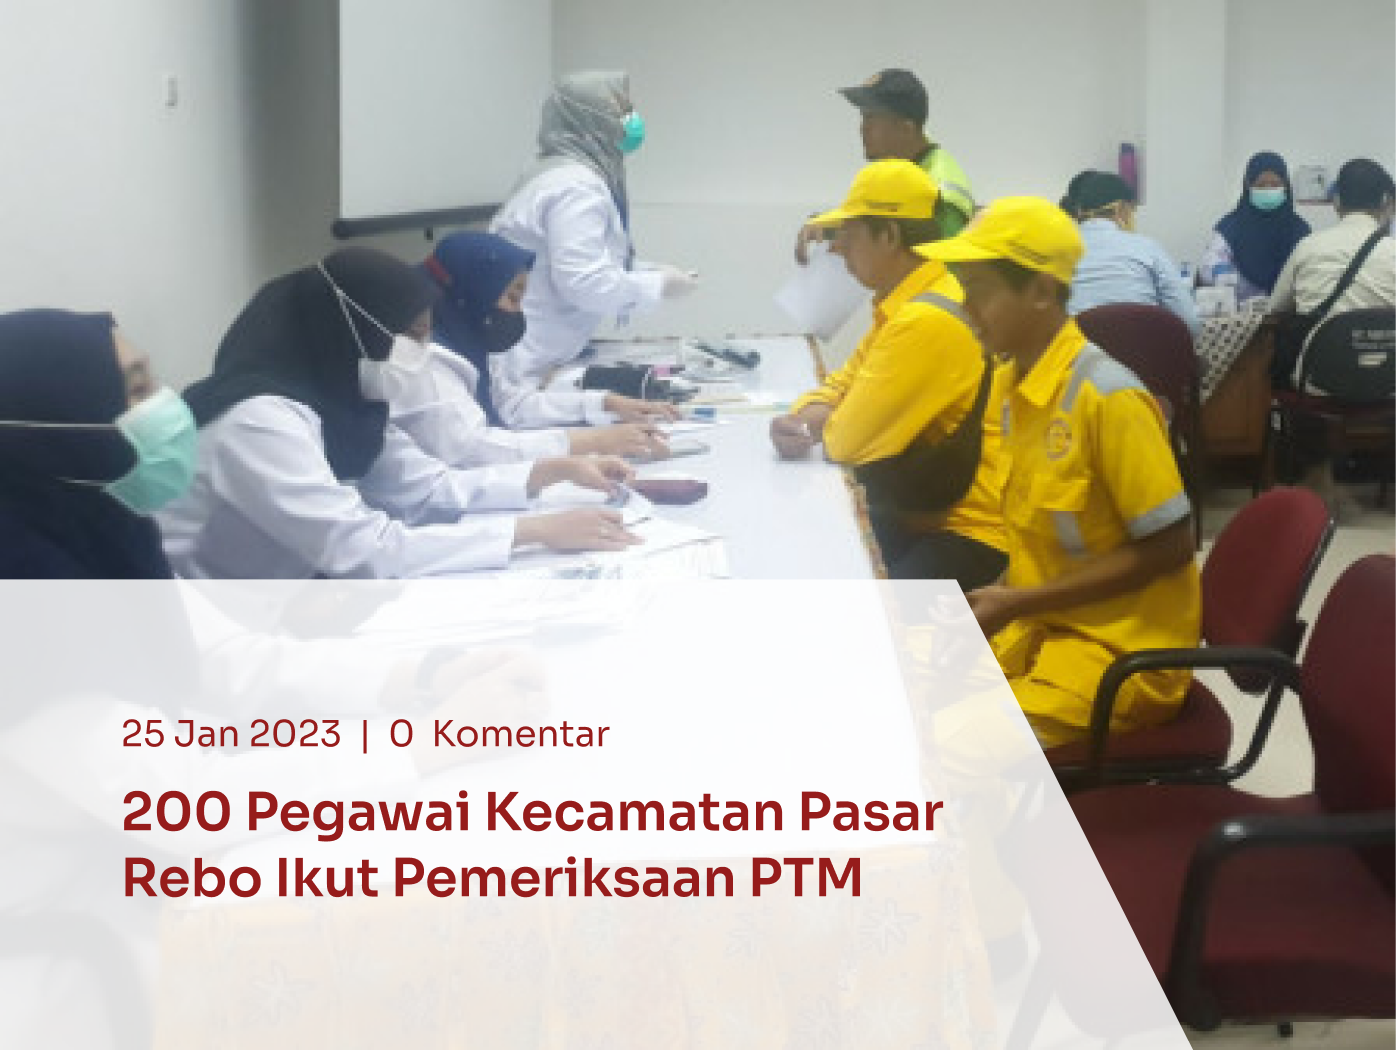 25 Jan 2023 | 0 Komentar
200 Pegawai Kecamatan Pasar
Rebo Ikut Pemeriksaan PTM